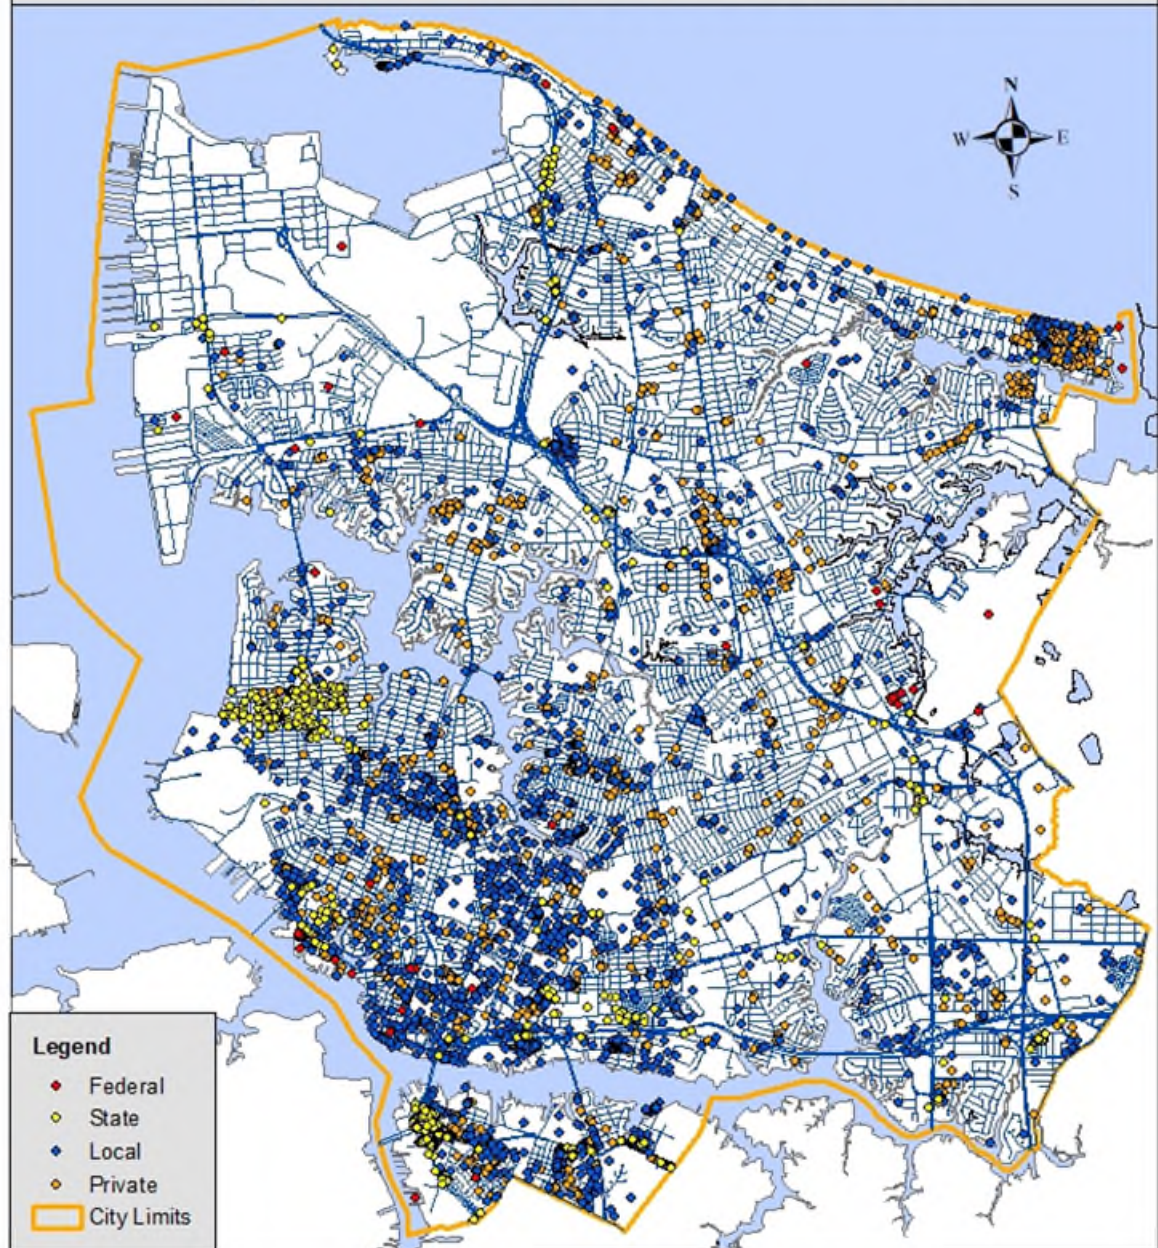 N
W E
S
Legend
Federal
State
Local
Private
City Limits